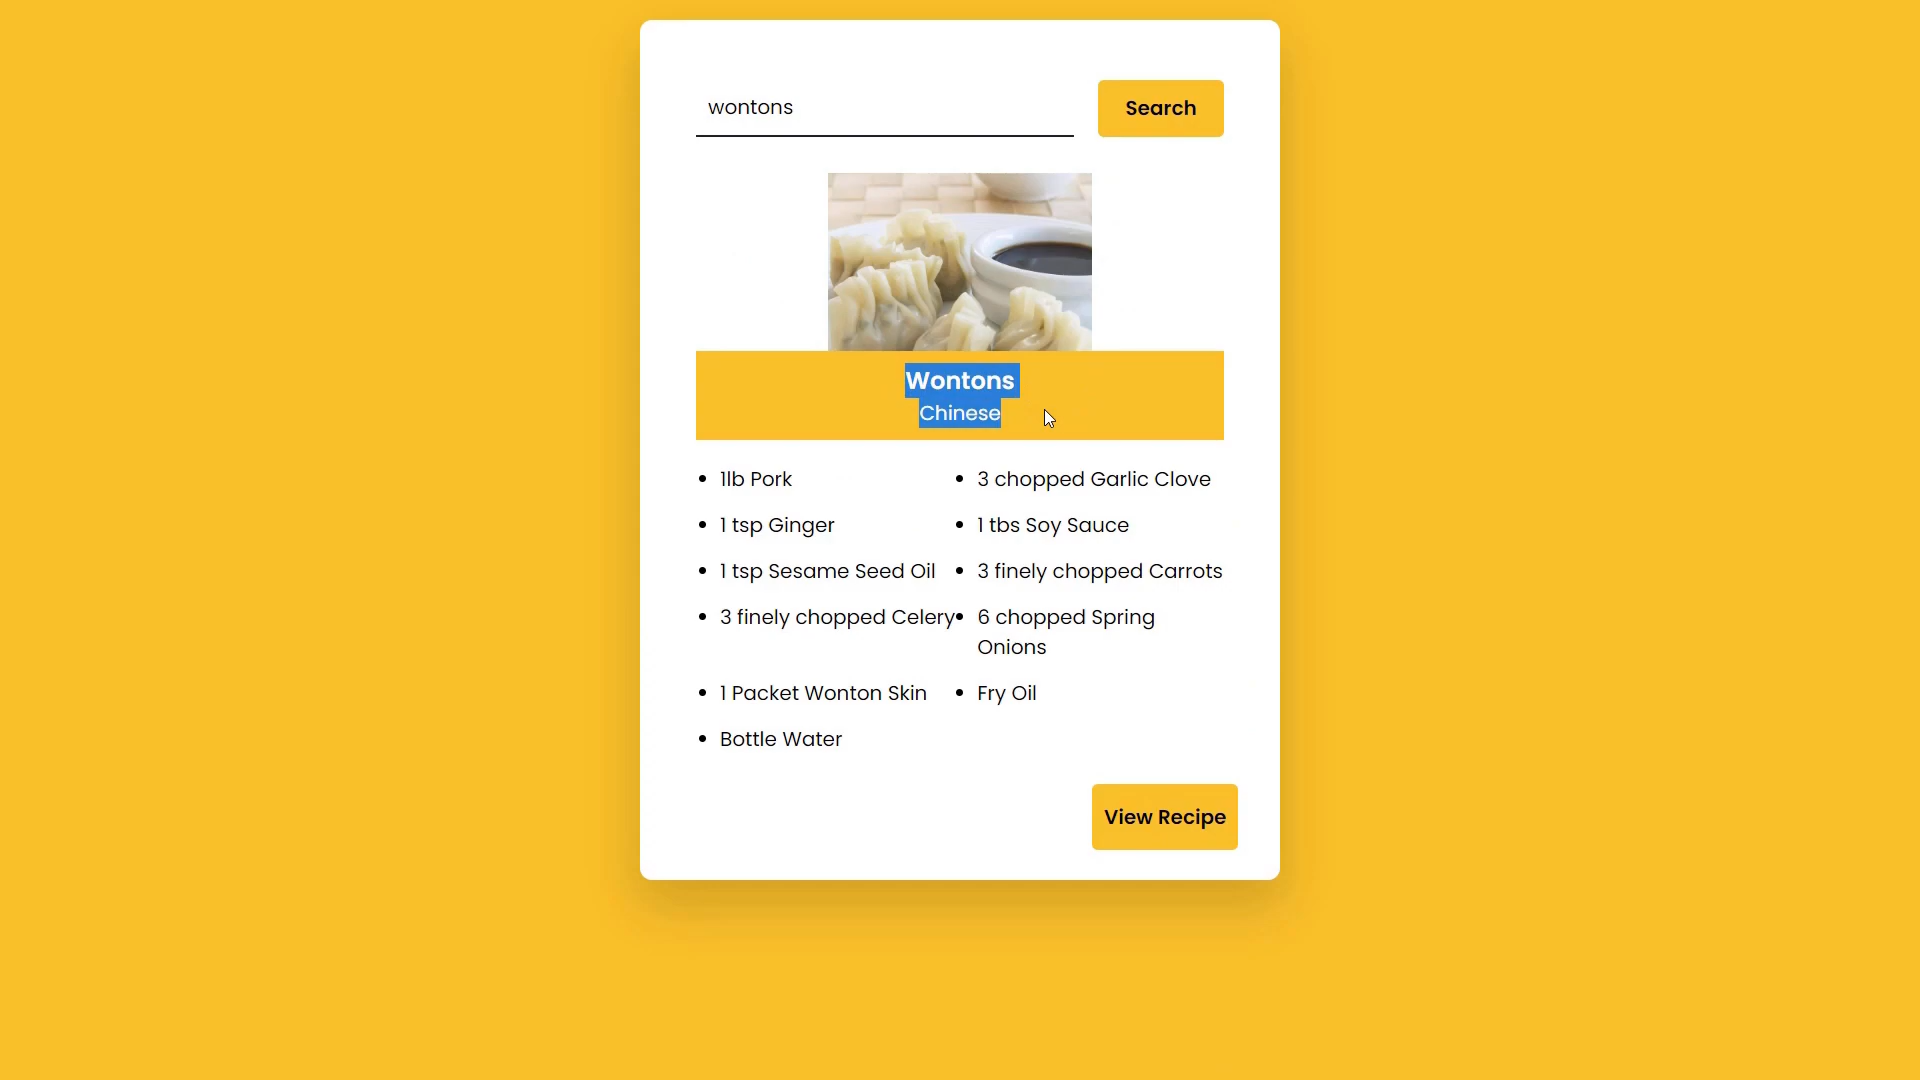 wontons
Search
Wontons
Chinese
1lb Pork
3 chopped Garlic Clove
1 tsp Ginger
1 tbs Soy Sauce
1 tsp Sesame Seed Oil
3 finely chopped Carrots
3 finely chopped Celery
6 chopped Spring
Onions
1 Packet Wonton Skin
Fry Oil
Bottle Water
View Recipe